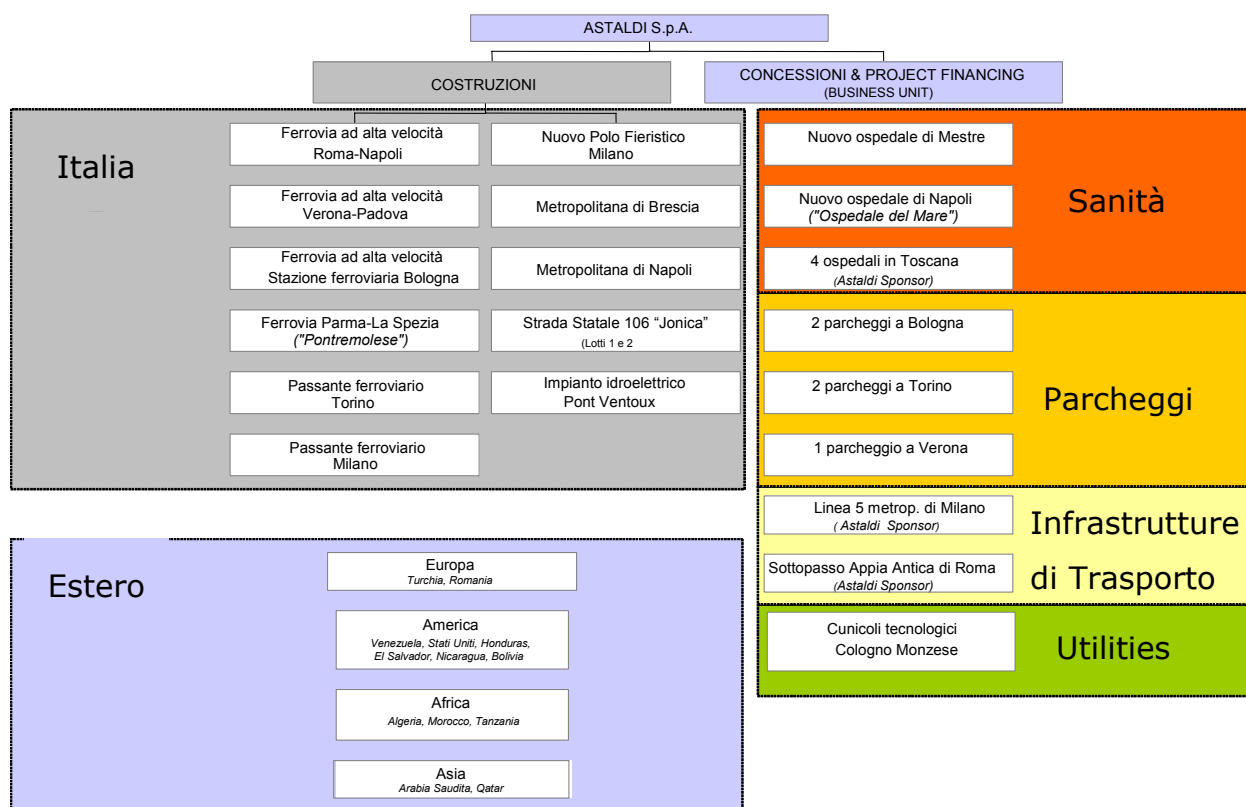 ASTALDI S.p.A.
COSTRUZIONI
CONCESSIONI & PROJECT FINANCING
(BUSINESS UNIT)
Italia
Ferrovia ad alta velocità
Roma-Napoli
Nuovo Polo Fieristico
Milano
Ferrovia ad alta velocità
Verona-Padova
Metropolitana di Brescia
Ferrovia ad alta velocità
Stazione ferroviaria Bologna
Metropolitana di Napoli
Ferrovia Parma-La Spezia
("Pontremolese")
Strada Statale 106 “Jonica”
(Lotti 1 e 2
Passante ferroviario
Torino
Impianto idroelettrico
Pont Ventoux
Passante ferroviario
Milano
Estero
Europa
Turchia, Romania
America
Venezuela, Stati Uniti, Honduras,
El Salvador, Nicaragua, Bolivia
Africa
Algeria, Morocco, Tanzania
Asia
Arabia Saudita, Qatar
Nuovo ospedale di Mestre
Nuovo ospedale di Napoli
("Ospedale del Mare")
4 ospedali in Toscana
(Astaldi Sponsor)
Sanità
2 parcheggi a Bologna
2 parcheggi a Torino
1 parcheggio a Verona
Parcheggi
Linea 5 metrop. di Milano
( Astaldi Sponsor)
Sottopasso Appia Antica di Roma
(Astaldi Sponsor)
Infrastrutture
di Trasporto
Cunicoli tecnologici
Cologno Monzese
Utilities